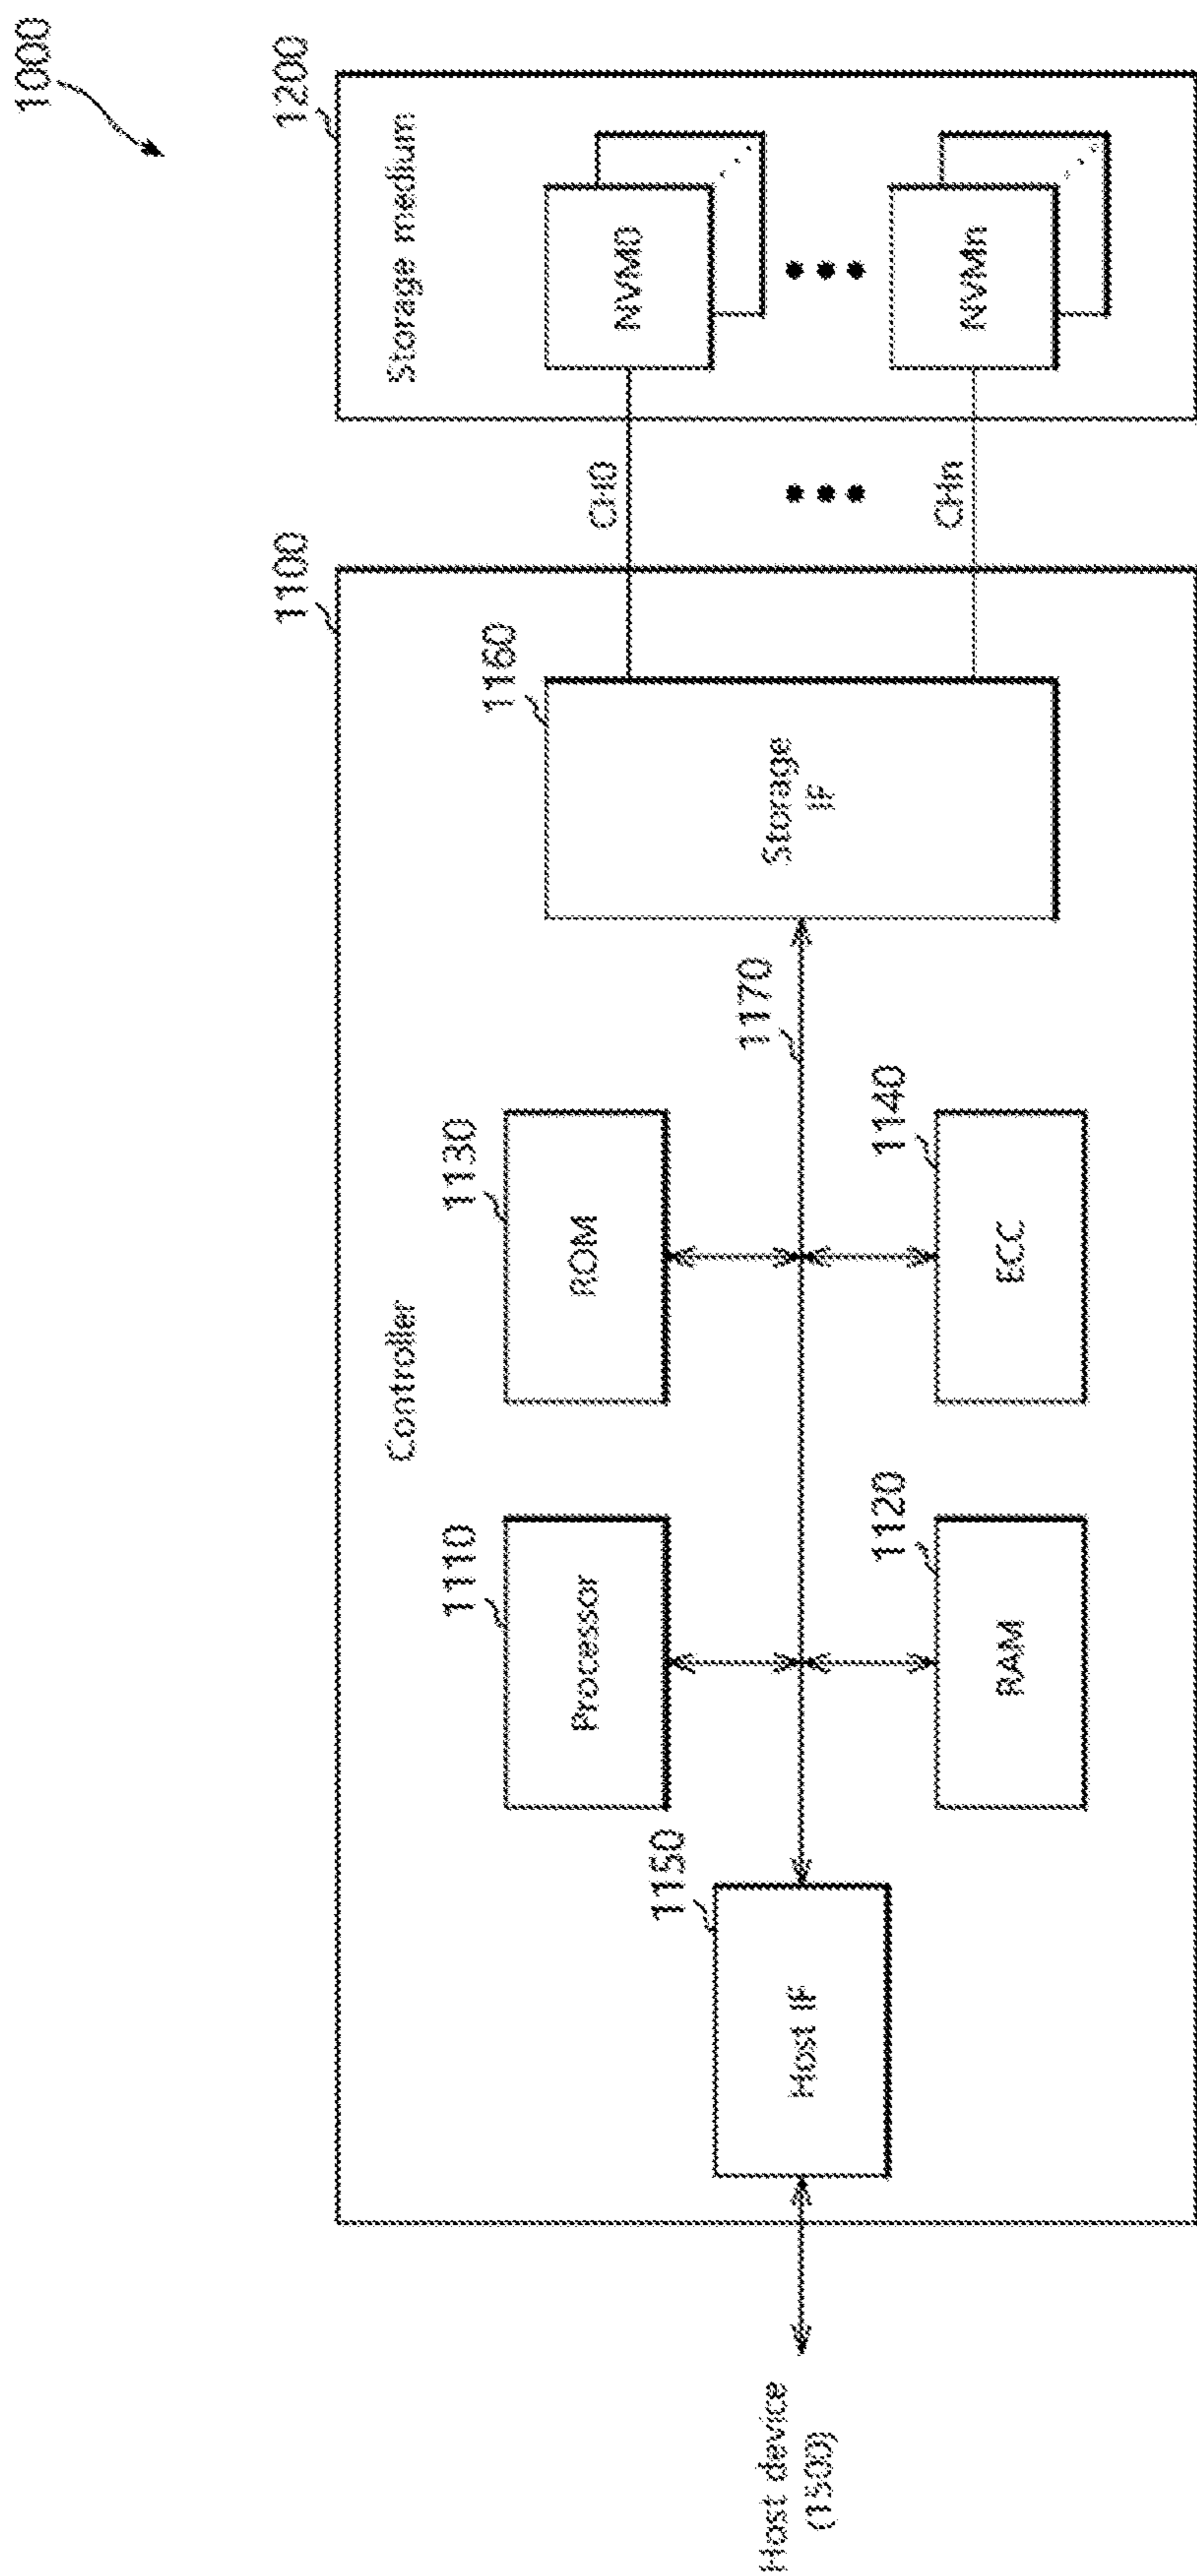 1000
1100
1200
Controller
Storage medium
1110
Processor
1130
ROM
1160
Storage
IF
CH0
NVM0
1150
Host IF
1170
Host device
(1500)
1120
RAM
1140
ECC
CHn
NVMn